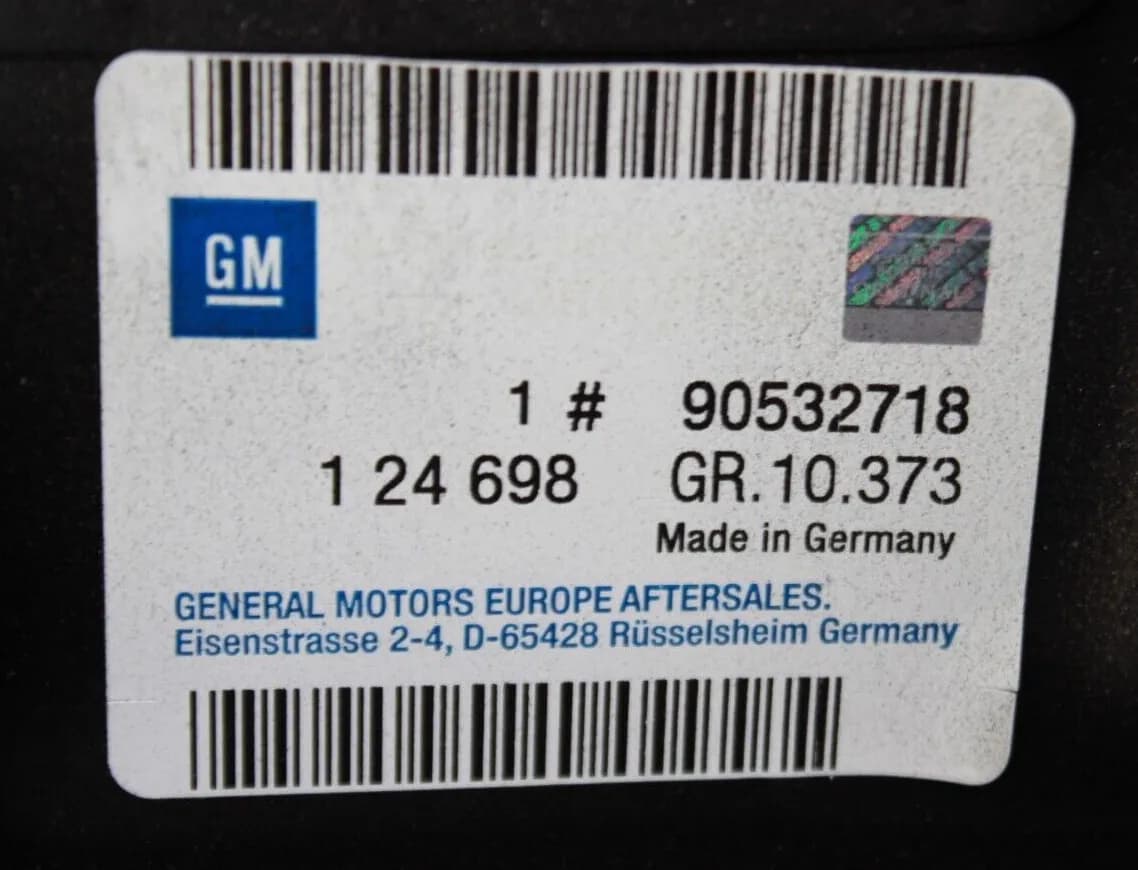 GM
1 # 90532718
1 24 698 GR.10.373
Made in Germany
GENERAL MOTORS EUROPE AFTERSALES.
Eisenstrasse 2-4, D-65428 Rüsselsheim Germany